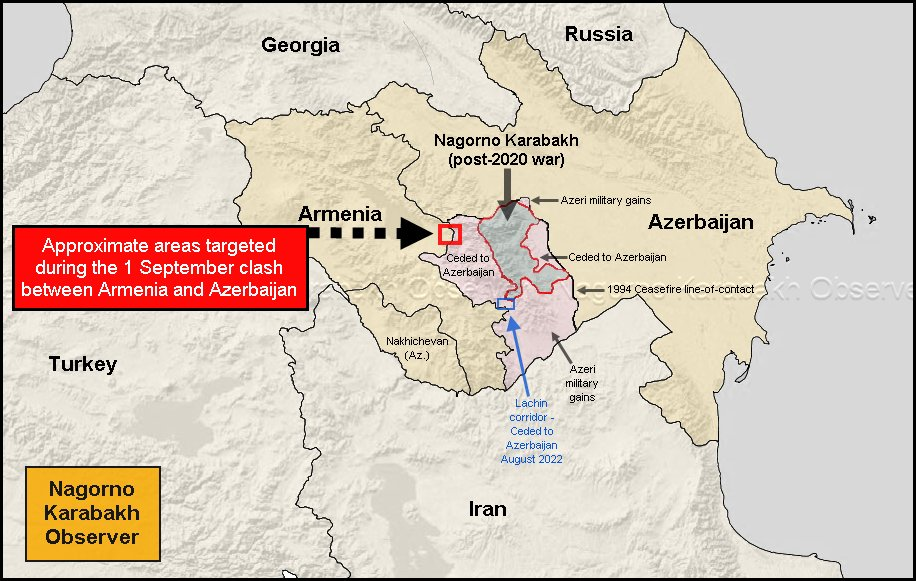 Georgia
Russia
Nagorno Karabakh
(post-2020 war)
Azeri military gains
Armenia
Azerbaijan
Approximate areas targeted
during the 1 September clash
between Armenia and Azerbaijan
Ceded to
Azerbaijan
Ceded to Azerbaijan
1994 Ceasefire line-of-contact
Nakhichevan
(Az.)
Turkey
Azeri
military
gains
Lachin
corridor -
Ceded to
Azerbaijan
August 2022
Iran
Nagorno
Karabakh
Observer